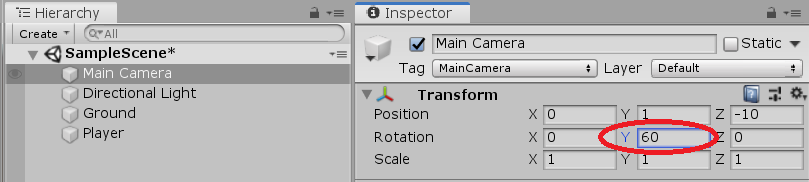 Hierarchy
Create All
SampleScene*
Main Camera
Directional Light
Ground
Player
Inspector
Main Camera Static
Tag MainCamera Layer Default
Transform
Position X 0 Y 1 Z -10
Rotation X 0 Y 60 Z 0
Scale X 1 Y 1 Z 1